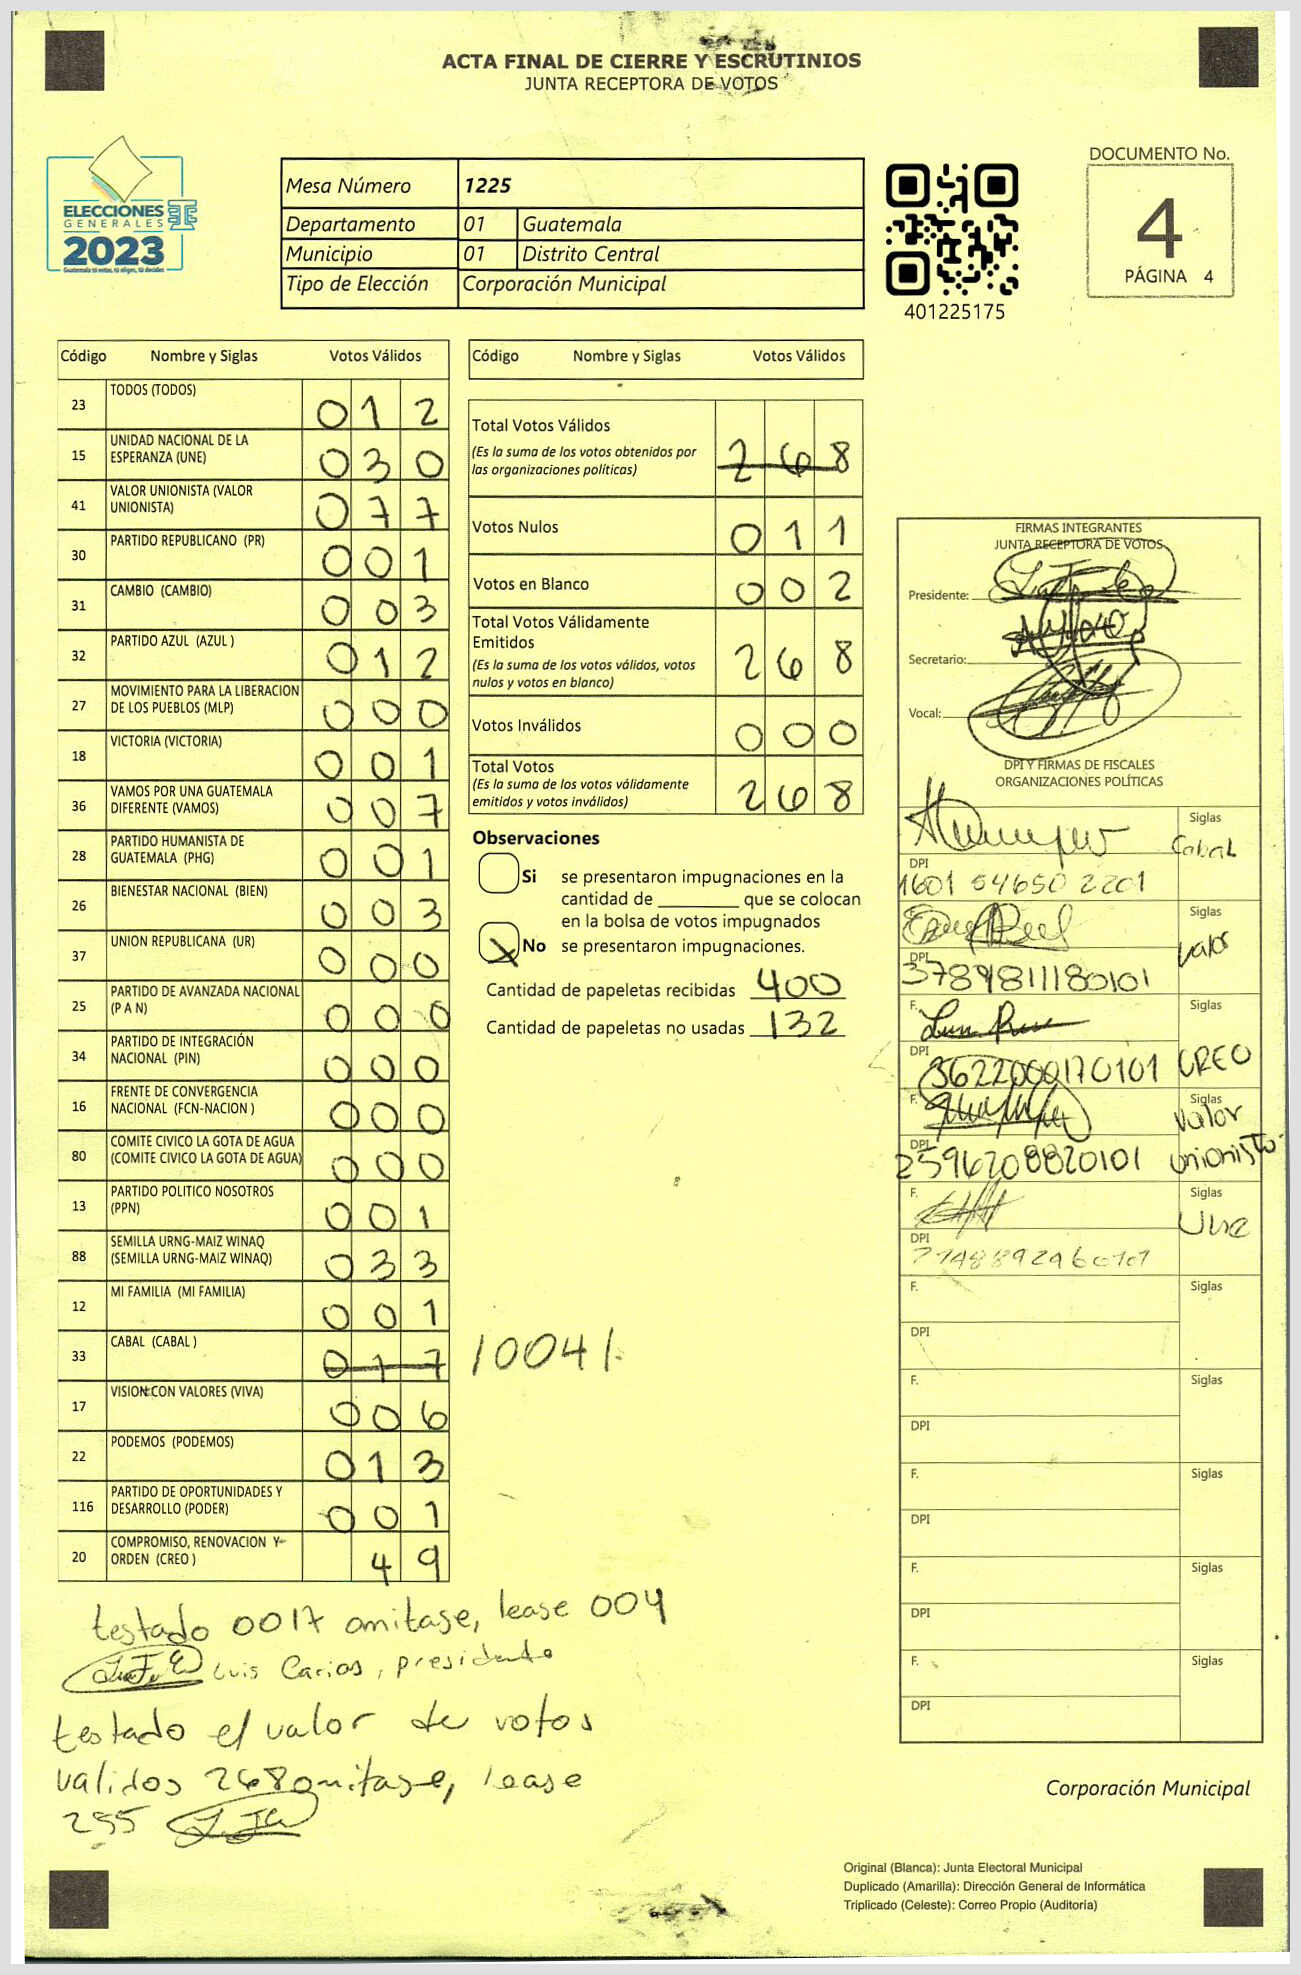 ACTA FINAL DE CIERRE Y ESCRUTINIOS
JUNTA RECEPTORA DE VOTOS
ELECCIONES
GENERALES
2023
Mesa Número 1225
Departamento 01 Guatemala
Municipio 01 Distrito Central
Tipo de Elección Corporación Municipal
401225175
DOCUMENTO No.
4
PÁGINA 4
Código Nombre y Siglas Votos Válidos
23 TODOS (TODOS) 0 1 2
15 UNIDAD NACIONAL DE LA ESPERANZA (UNE) 0 3 0
41 VALOR UNIONISTA (VALOR UNIONISTA) 0 7 7
30 PARTIDO REPUBLICANO (PR) 0 0 1
31 CAMBIO (CAMBIO) 0 0 3
32 PARTIDO AZUL (AZUL ) 0 1 2
27 MOVIMIENTO PARA LA LIBERACION DE LOS PUEBLOS (MLP) 0 0 0
18 VICTORIA (VICTORIA) 0 0 1
36 VAMOS POR UNA GUATEMALA DIFERENTE (VAMOS) 0 0 7
28 PARTIDO HUMANISTA DE GUATEMALA (PHG) 0 0 1
26 BIENESTAR NACIONAL (BIEN) 0 0 3
37 UNION REPUBLICANA (UR) 0 0 0
25 PARTIDO DE AVANZADA NACIONAL (P A N) 0 0 0
34 PARTIDO DE INTEGRACIÓN NACIONAL (PIN) 0 0 0
16 FRENTE DE CONVERGENCIA NACIONAL (FCN-NACION ) 0 0 0
80 COMITE CIVICO LA GOTA DE AGUA (COMITE CIVICO LA GOTA DE AGUA) 0 0 0
13 PARTIDO POLITICO NOSOTROS (PPN) 0 0 1
88 SEMILLA URNG-MAIZ WINAQ (SEMILLA URNG-MAIZ WINAQ) 0 3 3
12 MI FAMILIA (MI FAMILIA) 0 0 1
33 CABAL (CABAL ) 0 1 7 /004/.
17 VISION CON VALORES (VIVA) 0 0 6
22 PODEMOS (PODEMOS) 0 1 3
116 PARTIDO DE OPORTUNIDADES Y DESARROLLO (PODER) 0 0 1
20 COMPROMISO, RENOVACION Y ORDEN (CREO ) 4 9
testado 0017 omitase, lease 004
Luis Carias, presidente
testado el valor de votos
validos 268 omitase, lease
255
Código Nombre y Siglas Votos Válidos
Total Votos Válidos 2 6 8
(Es la suma de los votos obtenidos por
las organizaciones políticas)
Votos Nulos 0 1 1
Votos en Blanco 0 0 2
Total Votos Válidamente
Emitidos 2 6 8
(Es la suma de los votos válidos, votos
nulos y votos en blanco)
Votos Inválidos 0 0 0
Total Votos 2 6 8
(Es la suma de los votos válidamente
emitidos y votos inválidos)
Observaciones
Si se presentaron impugnaciones en la
cantidad de ________ que se colocan
en la bolsa de votos impugnados
X No se presentaron impugnaciones.
Cantidad de papeletas recibidas 400
Cantidad de papeletas no usadas 132
FIRMAS INTEGRANTES
JUNTA RECEPTORA DE VOTOS
Presidente:
Secretario:
Vocal:
DPI Y FIRMAS DE FISCALES
ORGANIZACIONES POLÍTICAS
Siglas Cabal
DPI 1601 54650 2201
Siglas Valor
DPI 3789811180101
F. Siglas CREO
DPI 3622000170101
F. Siglas Valor unionista
DPI 2596208820101
F. Siglas Une
DPI
F. Siglas
DPI
F. Siglas
DPI
F. Siglas
DPI
F. Siglas
DPI
F. Siglas
DPI
Corporación Municipal
Original (Blanca): Junta Electoral Municipal
Duplicado (Amarilla): Dirección General de Informática
Triplicado (Celeste): Correo Propio (Auditoría)